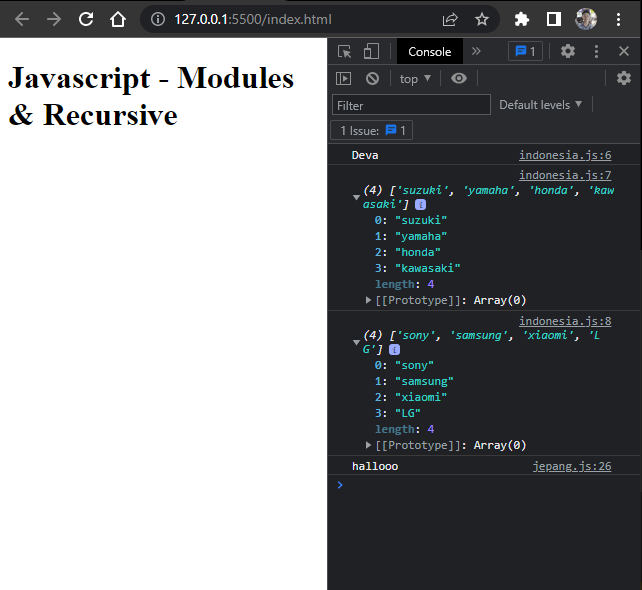 127.0.0.1:5500/index.html
Javascript - Modules
& Recursive
Console
»
1
top
Filter
Default levels
1 Issue: 1
Deva indonesia.js:6
indonesia.js:7
(4) ['suzuki', 'yamaha', 'honda', 'kaw
asaki']
0: "suzuki"
1: "yamaha"
2: "honda"
3: "kawasaki"
length: 4
[[Prototype]]: Array(0)
indonesia.js:8
(4) ['sony', 'samsung', 'xiaomi', 'L
G']
0: "sony"
1: "samsung"
2: "xiaomi"
3: "LG"
length: 4
[[Prototype]]: Array(0)
hallooo jepang.js:26